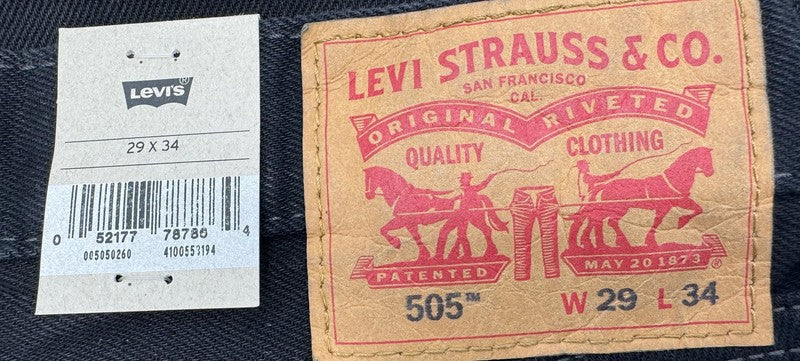 Levi's®
29 X 34
0 52177 78780 4
005050260 4100553194
LEVI STRAUSS & CO.
SAN FRANCISCO
CAL.
ORIGINAL RIVETED
QUALITY CLOTHING
PATENTED MAY 20 1873 ®
505™ W 29 L 34